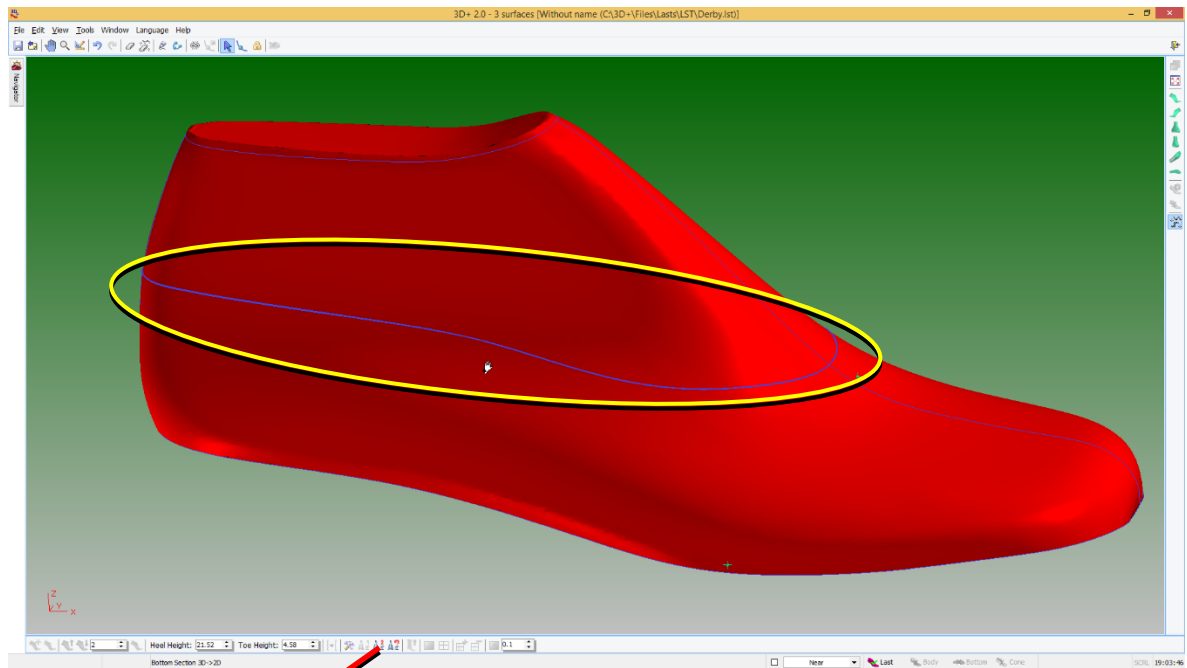 3D+ 2.0 - 3 surfaces [Without name (C:\3D+\Files\Lasts\LST\Derby.lst)]
File Edit View Tools Window Language Help
Navigator
Z
Y
X
2 Heel Height: 21.52 Toe Height: 4.58 0.1
Bottom Section 3D->2D Near Last Body Bottom Cone SCRL 19:03:46